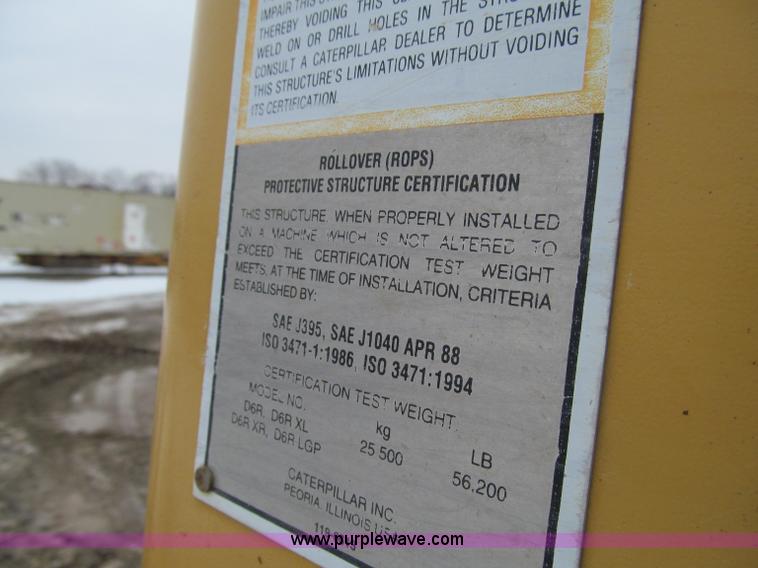 IMPAIR THIS
THEREBY VOIDING THIS
WELD ON OR DRILL HOLES IN THE
CONSULT A CATERPILLAR DEALER TO DETERMINE
THIS STRUCTURE'S LIMITATIONS WITHOUT VOIDING
ITS CERTIFICATION.
ROLLOVER (ROPS)
PROTECTIVE STRUCTURE CERTIFICATION
THIS STRUCTURE, WHEN PROPERLY INSTALLED
ON A MACHINE WHICH IS NOT ALTERED TO
EXCEED THE CERTIFICATION TEST WEIGHT
MEETS, AT THE TIME OF INSTALLATION, CRITERIA
ESTABLISHED BY:
SAE J395, SAE J1040 APR 88
ISO 3471-1:1986, ISO 3471:1994
CERTIFICATION TEST WEIGHT
MODEL NO. kg LB
D6R, D6R XL 25 500 56,200
D6R XR, D6R LGP
CATERPILLAR INC.
PEORIA, ILLINOIS,
www.purplewave.com